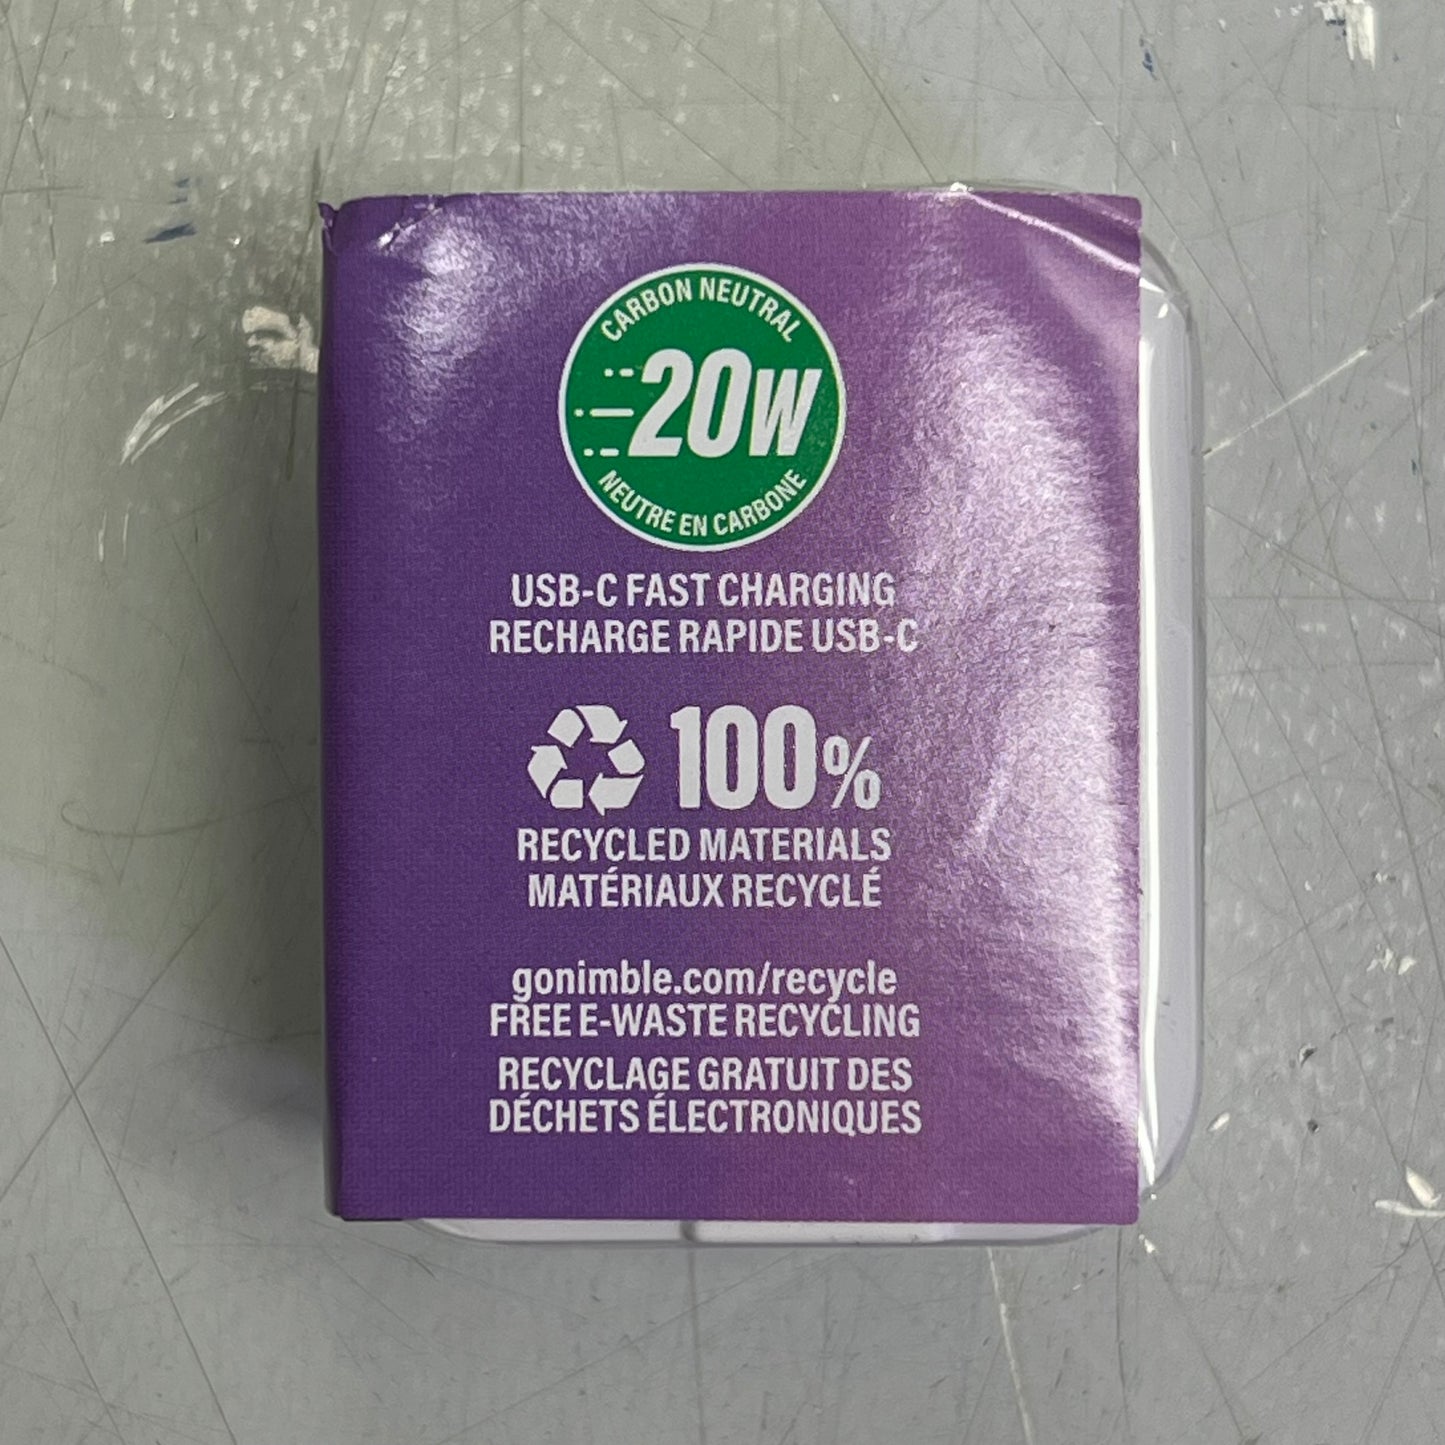 CARBON NEUTRAL
20W
NEUTRE EN CARBONE
USB-C FAST CHARGING
RECHARGE RAPIDE USB-C
100%
RECYCLED MATERIALS
MATÉRIAUX RECYCLÉ
gonimble.com/recycle
FREE E-WASTE RECYCLING
RECYCLAGE GRATUIT DES
DÉCHETS ÉLECTRONIQUES